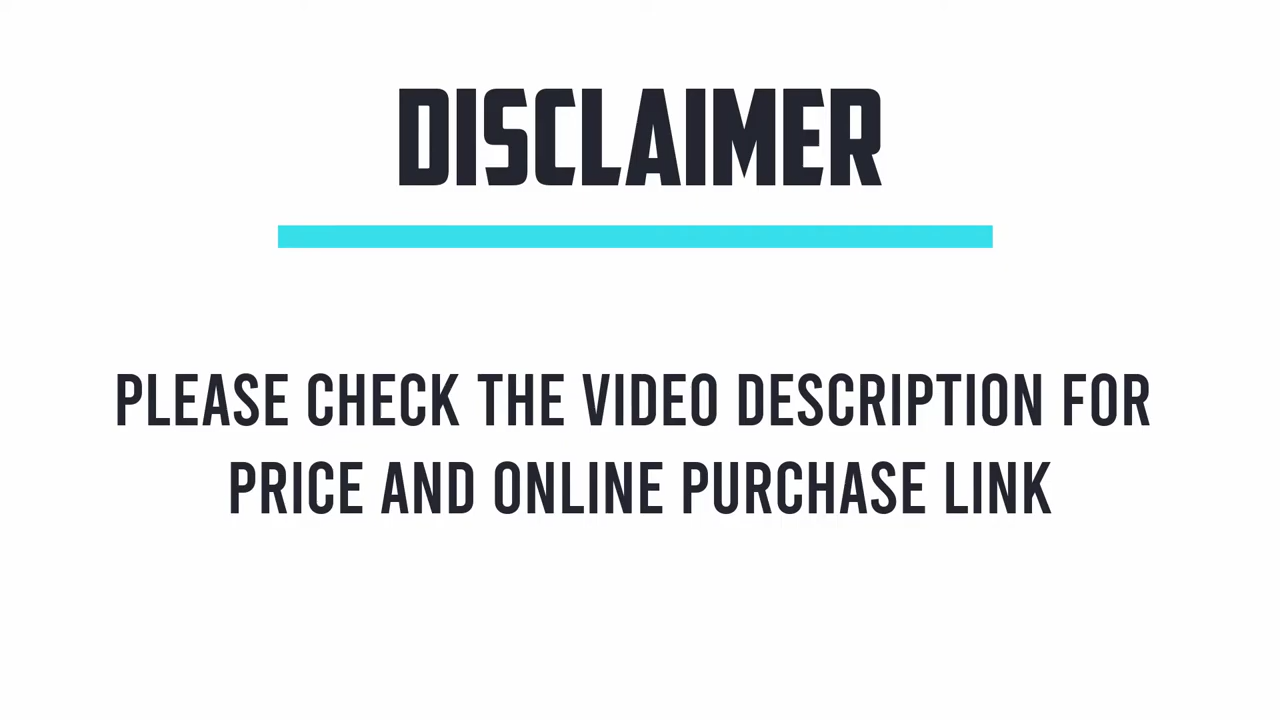 DISCLAIMER
PLEASE CHECK THE VIDEO DESCRIPTION FOR
PRICE AND ONLINE PURCHASE LINK